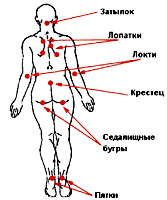 Затылок
Лопатки
Локти
Крестец
Седалищные
бугры
Пятки